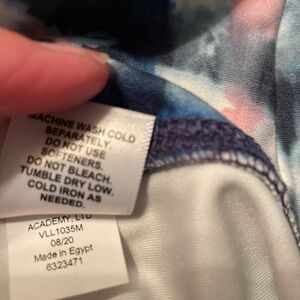 MACHINE WASH COLD
SEPARATELY.
DO NOT USE
SOFTENERS
DO NOT BLEACH.
TUMBLE DRY LOW.
COLD IRON AS
NEEDED.
ACADEMY, LTD
VLL1035M
08/20
Made in Egypt
6323471